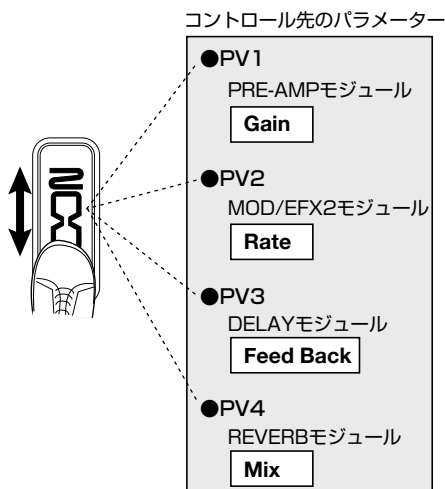 コントロール先のパラメーター
●PV1
PRE-AMPモジュール
Gain
●PV2
MOD/EFX2モジュール
Rate
●PV3
DELAYモジュール
Feed Back
●PV4
REVERBモジュール
Mix